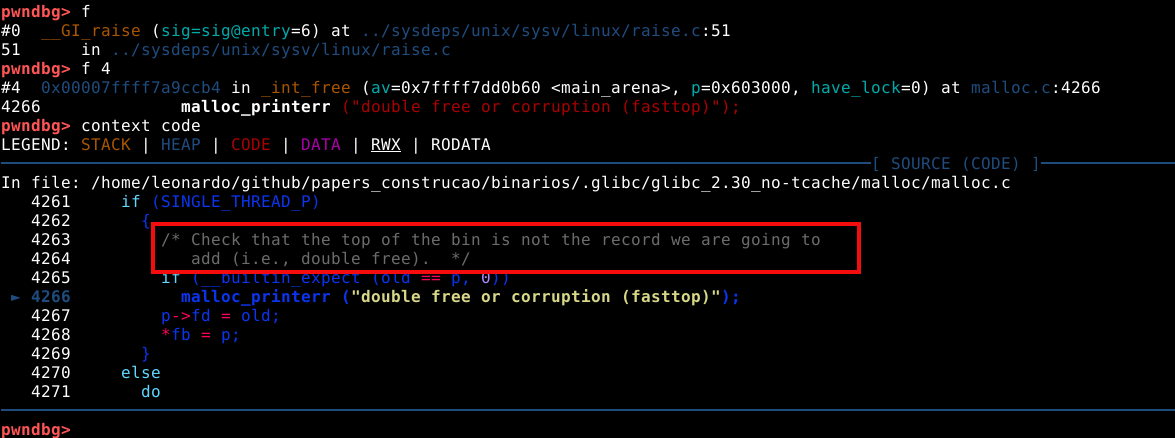 pwndbg> f
#0  __GI_raise (sig=sig@entry=6) at ../sysdeps/unix/sysv/linux/raise.c:51
51      in ../sysdeps/unix/sysv/linux/raise.c
pwndbg> f 4
#4  0x00007ffff7a9ccb4 in _int_free (av=0x7ffff7dd0b60 <main_arena>, p=0x603000, have_lock=0) at malloc.c:4266
4266              malloc_printerr ("double free or corruption (fasttop)");
pwndbg> context code
LEGEND: STACK | HEAP | CODE | DATA | RWX | RODATA
[ SOURCE (CODE) ]
In file: /home/leonardo/github/papers_construcao/binarios/.glibc/glibc_2.30_no-tcache/malloc/malloc.c
   4261     if (SINGLE_THREAD_P)
   4262       {
   4263         /* Check that the top of the bin is not the record we are going to
   4264            add (i.e., double free).  */
   4265         if (__builtin_expect (old == p, 0))
 ► 4266           malloc_printerr ("double free or corruption (fasttop)");
   4267         p->fd = old;
   4268         *fb = p;
   4269       }
   4270     else
   4271       do
pwndbg>